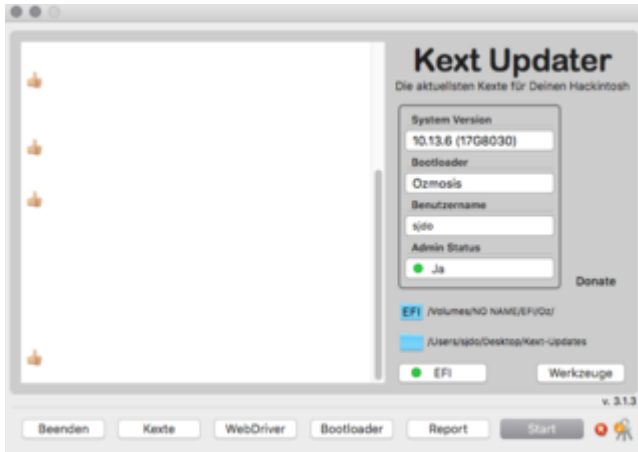 Kext Updater
Die aktuellsten Kexte für Deinen Hackintosh
System Version
10.13.6 (17G8030)
Bootloader
Ozmosis
Benutzername
sjdo
Admin Status
Ja
Donate
EFI /Volumes/NO NAME/EFI/Oz/
/Users/sjdo/Desktop/Kext-Updates
EFI
Werkzeuge
v. 3.1.3
Beenden
Kexte
WebDriver
Bootloader
Report
Start